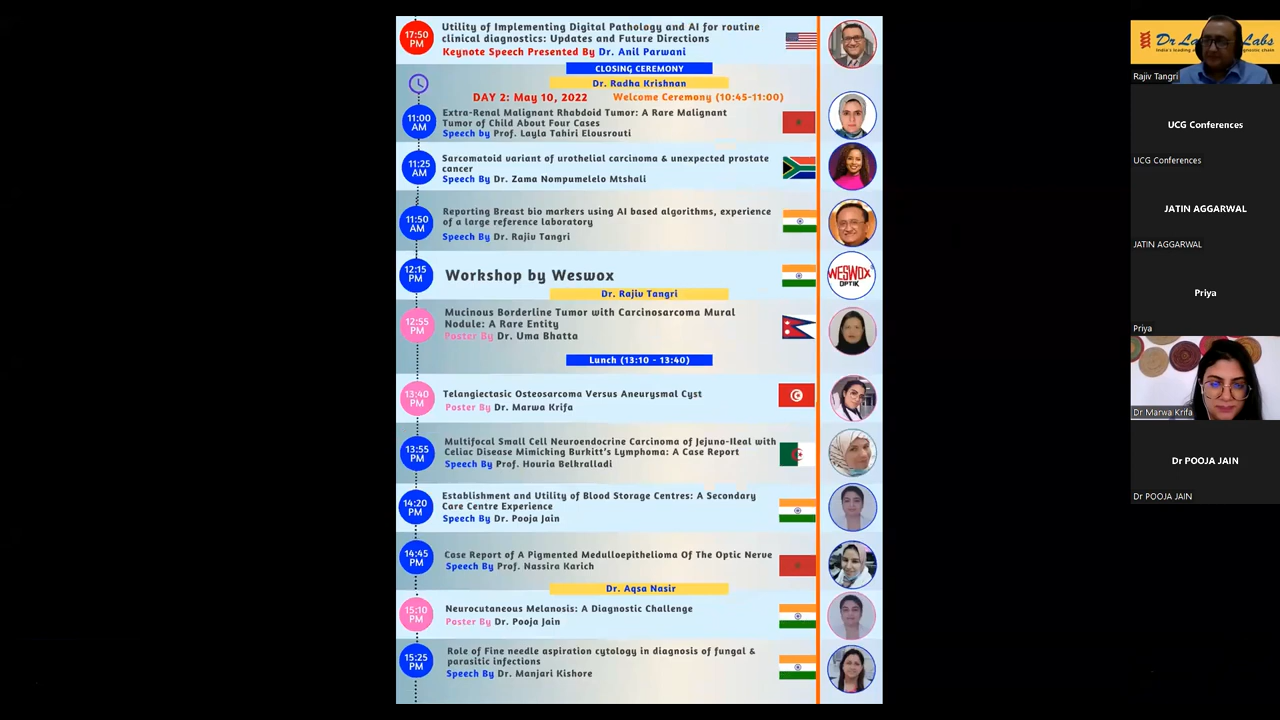 17:50
PM
Utility of Implementing Digital Pathology and AI for routine
clinical diagnostics: Updates and Future Directions
Keynote Speech Presented By Dr. Anil Parwani
CLOSING CEREMONY
Dr. Radha Krishnan
DAY 2: May 10, 2022 Welcome Ceremony (10:45-11:00)
11:00
AM
Extra-Renal Malignant Rhabdoid Tumor: A Rare Malignant
Tumor of Child About Four Cases
Speech by Prof. Layla Tahiri Elousrouti
11:25
AM
Sarcomatoid variant of urothelial carcinoma & unexpected prostate
cancer
Speech By Dr. Zama Nompumelelo Mtshali
11:50
AM
Reporting Breast bio markers using AI based algorithms, experience
of a large reference laboratory
Speech By Dr. Rajiv Tangri
12:15
PM
Workshop by Weswox
WESWOX
OPTIK
Dr. Rajiv Tangri
12:55
PM
Mucinous Borderline Tumor with Carcinosarcoma Mural
Nodule: A Rare Entity
Poster By Dr. Uma Bhatta
Lunch (13:10 - 13:40)
13:40
PM
Telangiectasic Osteosarcoma Versus Aneurysmal Cyst
Poster By Dr. Marwa Krifa
13:55
PM
Multifocal Small Cell Neuroendocrine Carcinoma of Jejuno-Ileal with
Celiac Disease Mimicking Burkitt's Lymphoma: A Case Report
Speech By Prof. Houria Belkralladi
14:20
PM
Establishment and Utility of Blood Storage Centres: A Secondary
Care Centre Experience
Speech By Dr. Pooja Jain
14:45
PM
Case Report of A Pigmented Medulloepithelioma Of The Optic Nerve
Speech By Prof. Nassira Karich
Dr. Aqsa Nasir
15:10
PM
Neurocutaneous Melanosis: A Diagnostic Challenge
Poster By Dr. Pooja Jain
15:25
PM
Role of Fine needle aspiration cytology in diagnosis of fungal &
parasitic infections
Speech By Dr. Manjari Kishore
Dr Labs
India's leading
Rajiv Tangri
UCG Conferences
UCG Conferences
JATIN AGGARWAL
JATIN AGGARWAL
Priya
Priya
Dr Marwa Krifa
Dr POOJA JAIN
Dr POOJA JAIN